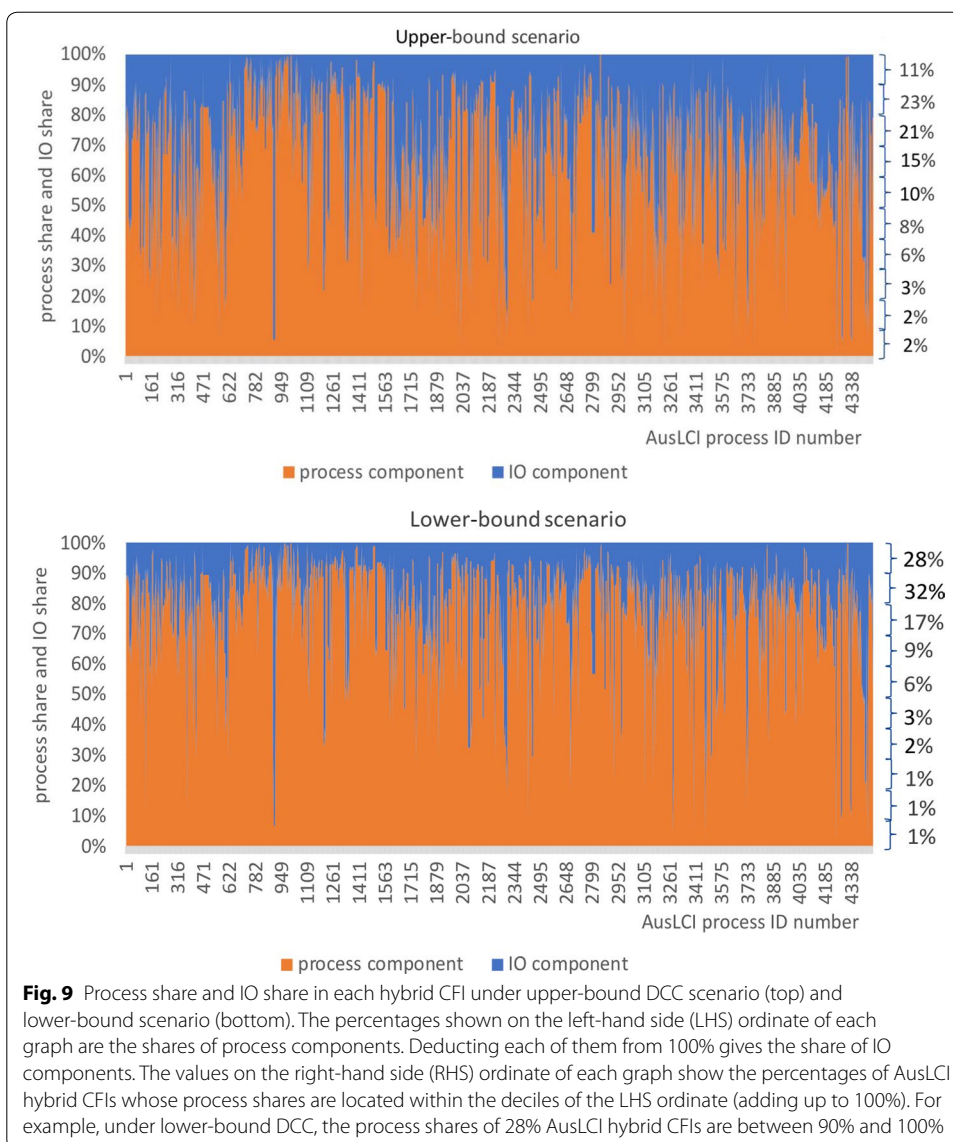 Upper-bound scenario
process share and IO share
100%
90%
80%
70%
60%
50%
40%
30%
20%
10%
0%
11%
23%
21%
15%
10%
8%
6%
3%
2%
2%
1 161 316 471 622 782 949 1109 1261 1411 1563 1715 1879 2037 2187 2344 2495 2648 2799 2952 3105 3261 3411 3575 3733 3885 4035 4185 4338
AusLCI process ID number
process component IO component
Lower-bound scenario
process share and IO share
100%
90%
80%
70%
60%
50%
40%
30%
20%
10%
0%
28%
32%
17%
9%
6%
3%
2%
1%
1%
1%
1 161 316 471 622 782 949 1109 1261 1411 1563 1715 1879 2037 2187 2344 2495 2648 2799 2952 3105 3261 3411 3575 3733 3885 4035 4185 4338
AusLCI process ID number
process component IO component
Fig. 9 Process share and IO share in each hybrid CFI under upper-bound DCC scenario (top) and
lower-bound scenario (bottom). The percentages shown on the left-hand side (LHS) ordinate of each
graph are the shares of process components. Deducting each of them from 100% gives the share of IO
components. The values on the right-hand side (RHS) ordinate of each graph show the percentages of AusLCI
hybrid CFIs whose process shares are located within the deciles of the LHS ordinate (adding up to 100%). For
example, under lower-bound DCC, the process shares of 28% AusLCI hybrid CFIs are between 90% and 100%